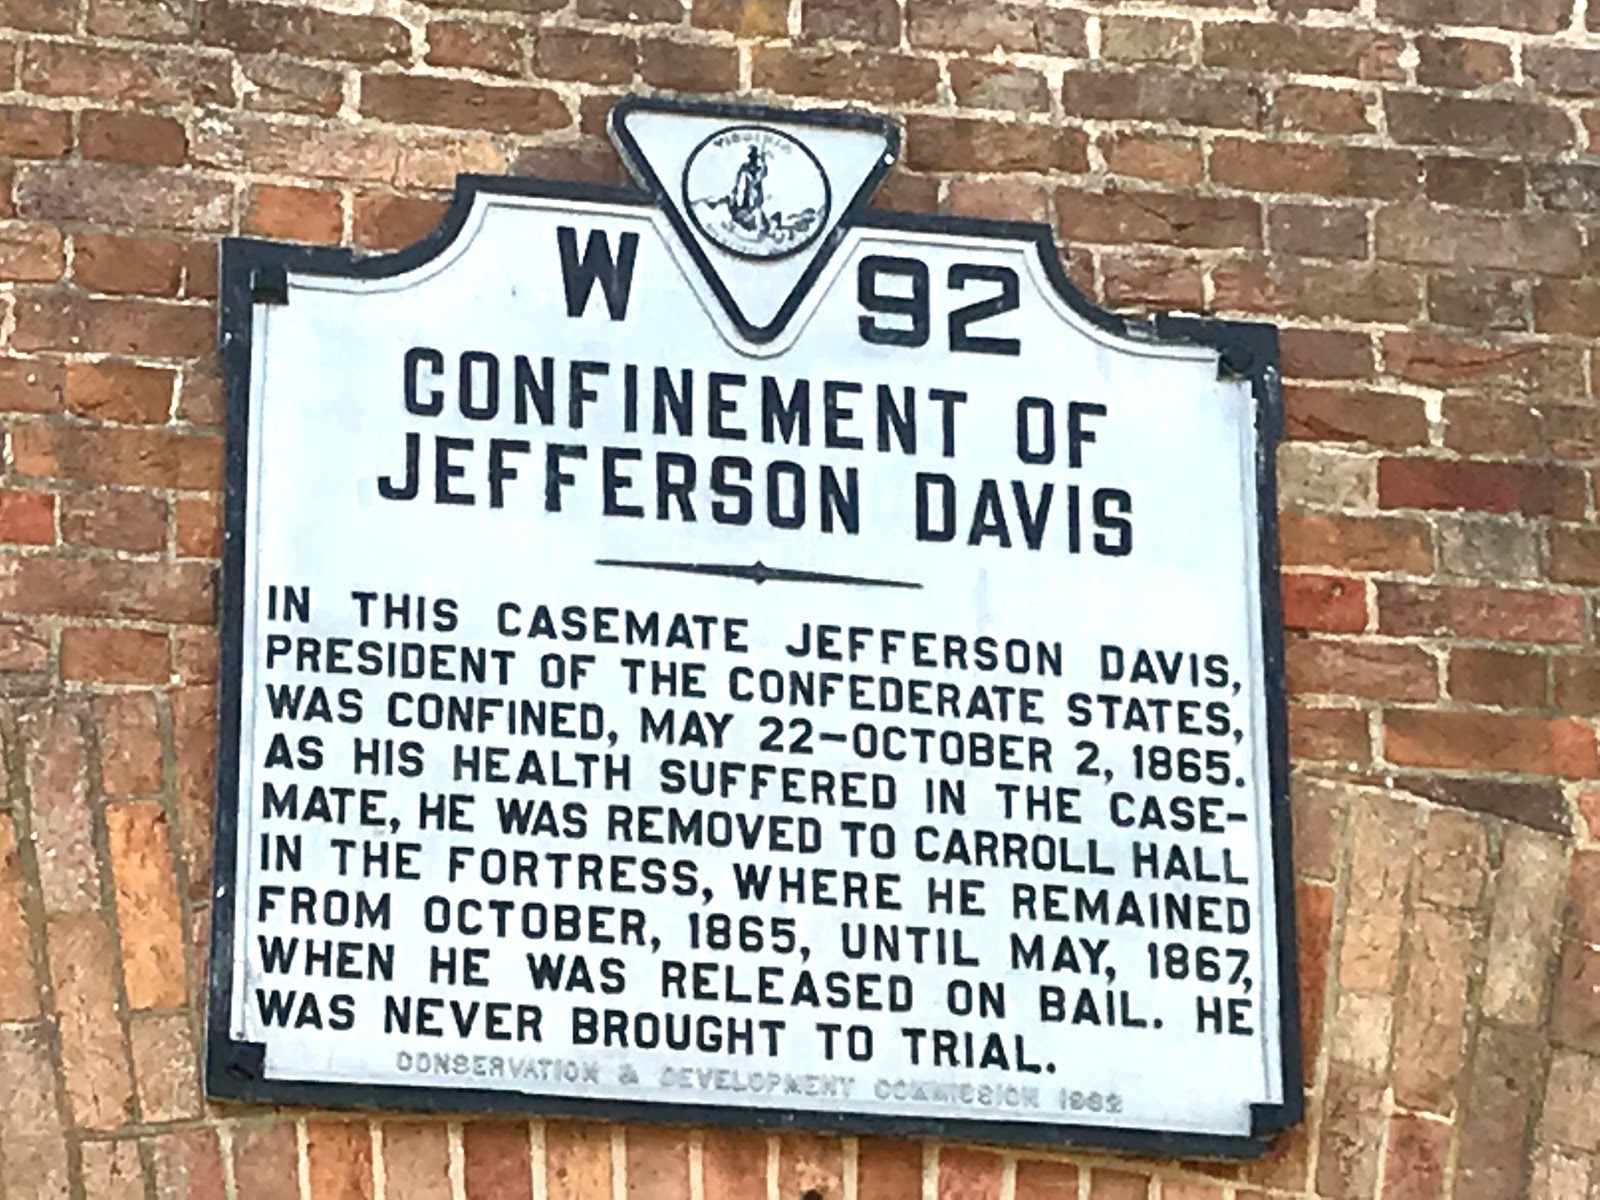 VIRGINIA
W 92
CONFINEMENT OF
JEFFERSON DAVIS
IN THIS CASEMATE JEFFERSON DAVIS,
PRESIDENT OF THE CONFEDERATE STATES,
WAS CONFINED, MAY 22–OCTOBER 2, 1865.
AS HIS HEALTH SUFFERED IN THE CASE-
MATE, HE WAS REMOVED TO CARROLL HALL
IN THE FORTRESS, WHERE HE REMAINED
FROM OCTOBER, 1865, UNTIL MAY, 1867,
WHEN HE WAS RELEASED ON BAIL. HE
WAS NEVER BROUGHT TO TRIAL.
CONSERVATION & DEVELOPMENT COMMISSION